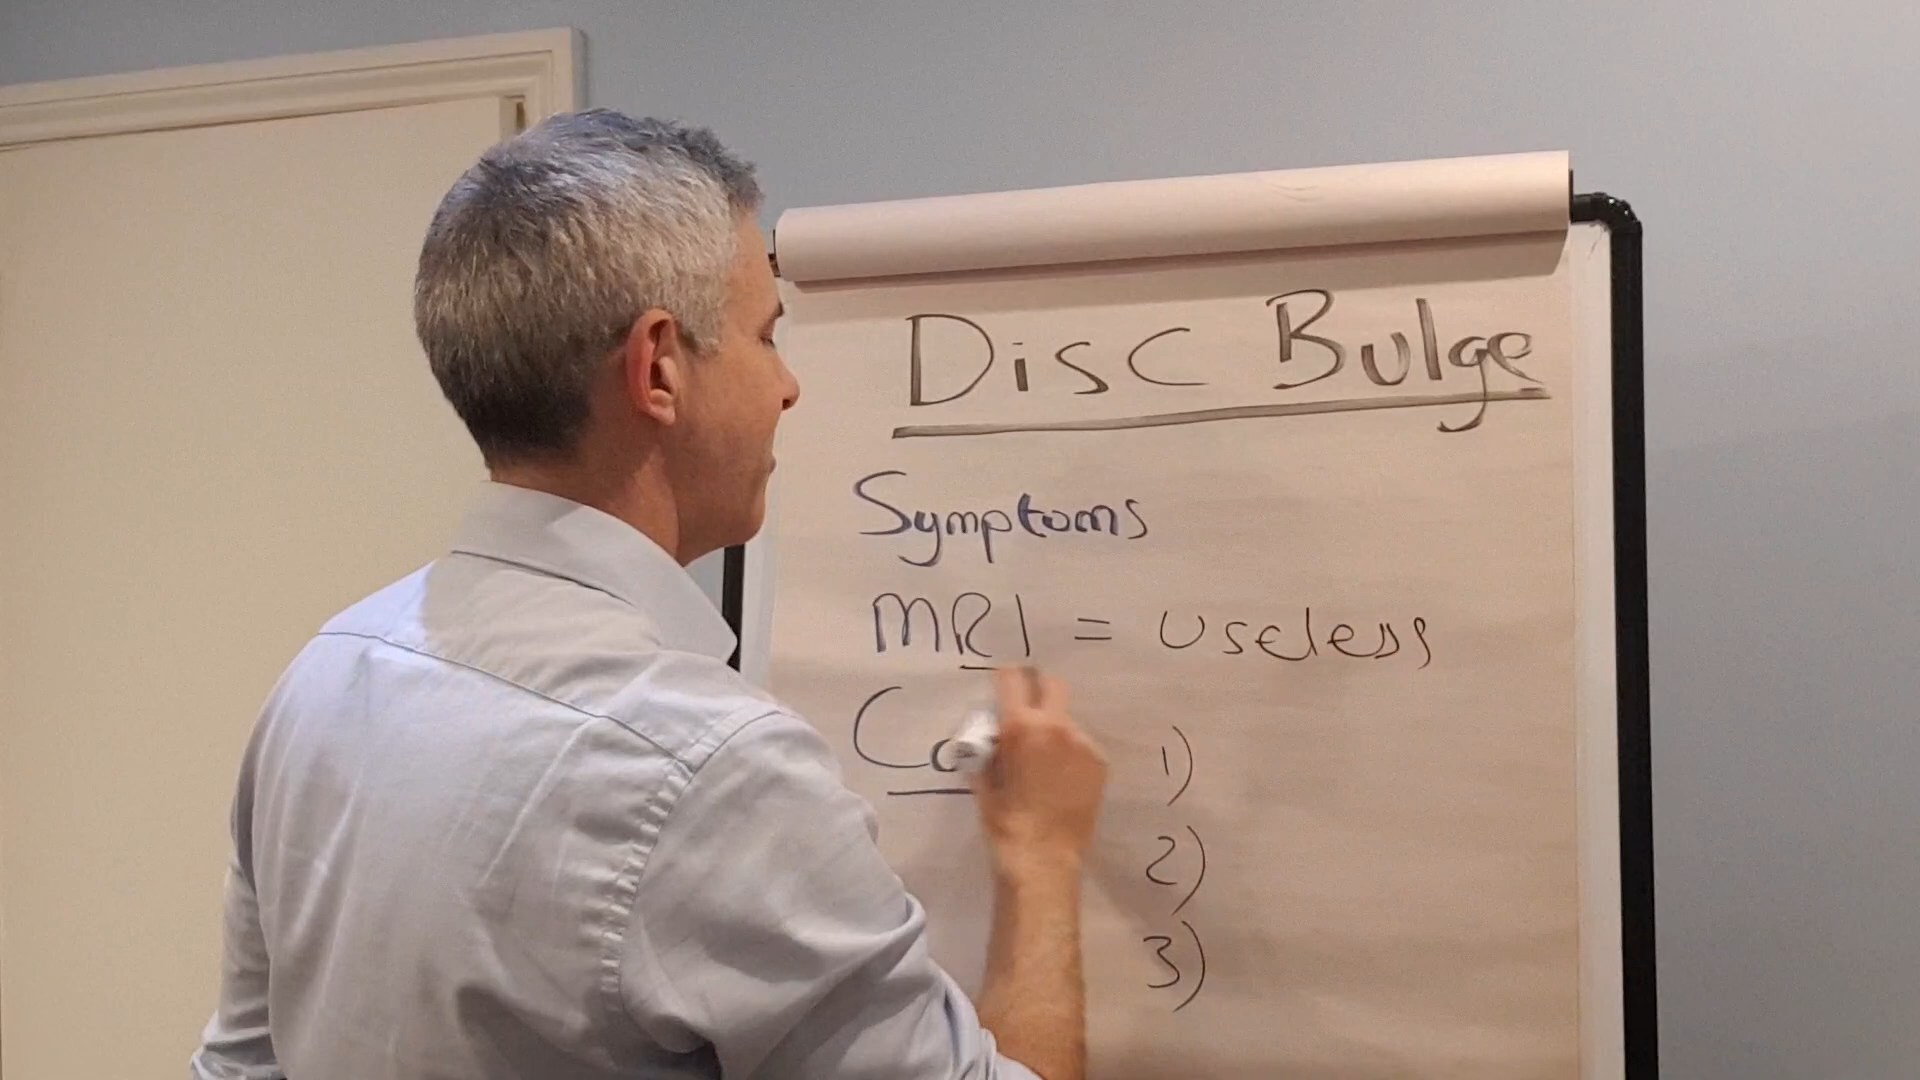 Disc Bulge
Symptoms
MRI = useless
1)
2)
3)